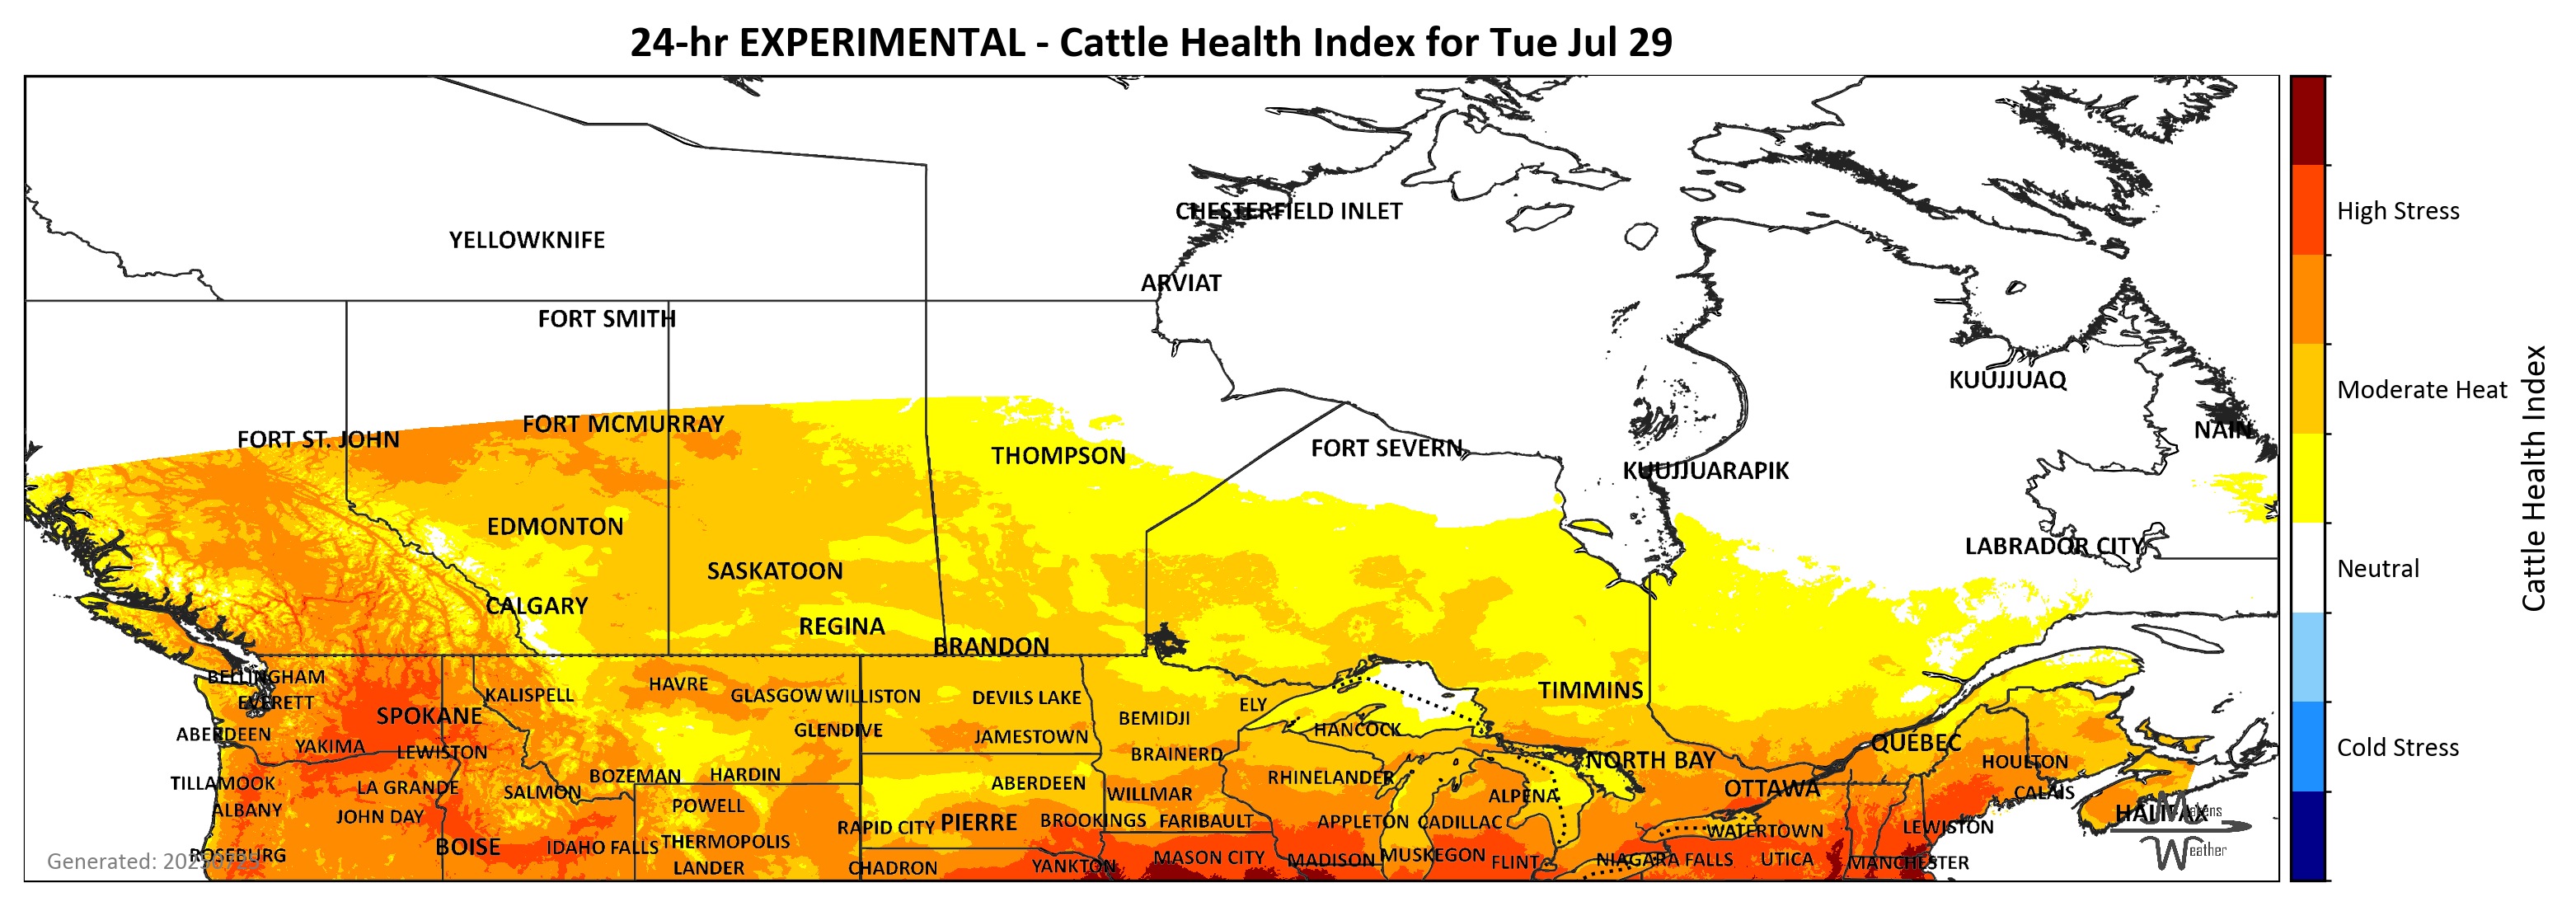 24-hr EXPERIMENTAL - Cattle Health Index for Tue Jul 29
CHESTERFIELD INLET
YELLOWKNIFE
High Stress
ARVIAT
FORT SMITH
KUUJJUAQ
Moderate Heat
FORT MCMURRAY
NAIN
FORT ST. JOHN
FORT SEVERN
THOMPSON
KUUJJUARAPIK
Cattle Health Index
EDMONTON
LABRADOR CITY
SASKATOON
Neutral
CALGARY
REGINA
BRANDON
BELLINGHAM
HAVRE
KALISPELL
GLASGOW
WILLISTON
DEVILS LAKE
TIMMINS
EVERETT
ELY
SPOKANE
BEMIDJI
ABERDEEN
GLENDIVE
JAMESTOWN
HANCOCK
QUEBEC
YAKIMA
LEWISTON
BRAINERD
Cold Stress
NORTH BAY
HOULTON
BOZEMAN
HARDIN
RHINELANDER
TILLAMOOK
LA GRANDE
SALMON
ABERDEEN
WILLMAR
ALPENA
OTTAWA
CALAIS
ALBANY
JOHN DAY
POWELL
RAPID CITY
PIERRE
BROOKINGS
FARIBAULT
APPLETON
CADILLAC
WATERTOWN
LEWISTON
HALIFAX
Makens
Weather
BOISE
IDAHO FALLS
THERMOPOLIS
ROSEBURG
MASON CITY
MADISON
MUSKEGON
FLINT
NIAGARA FALLS
UTICA
MANCHESTER
Generated:
LANDER
CHADRON
YANKTON